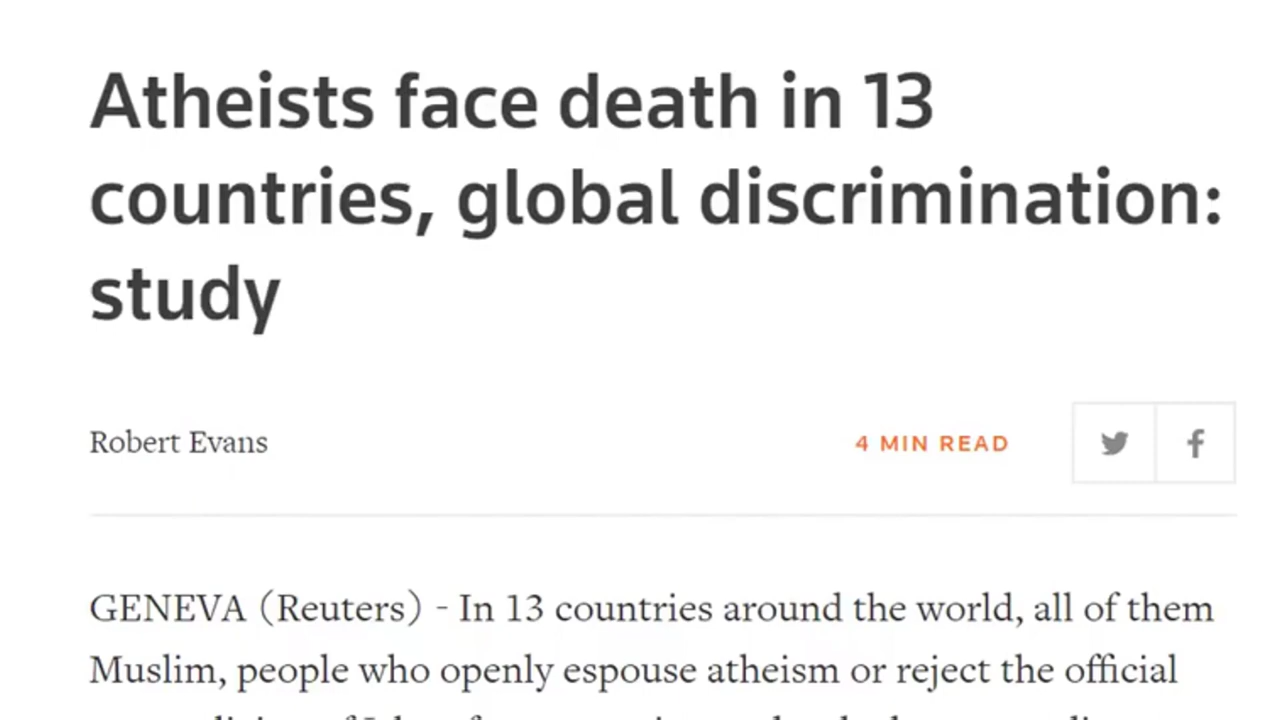 Atheists face death in 13
countries, global discrimination:
study
Robert Evans
4 MIN READ
GENEVA (Reuters) - In 13 countries around the world, all of them
Muslim, people who openly espouse atheism or reject the official